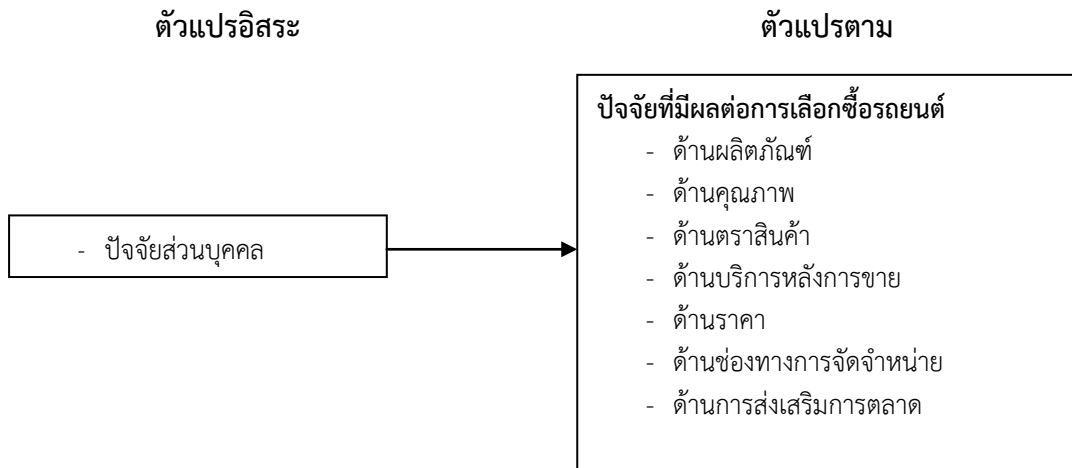 ตัวแปรอิสระ
ตัวแปรตาม
- ปัจจัยส่วนบุคคล
ปัจจัยที่มีผลต่อการเลือกซื้อรถยนต์
- ด้านผลิตภัณฑ์
- ด้านคุณภาพ
- ด้านตราสินค้า
- ด้านบริการหลังการขาย
- ด้านราคา
- ด้านช่องทางการจัดจำหน่าย
- ด้านการส่งเสริมการตลาด